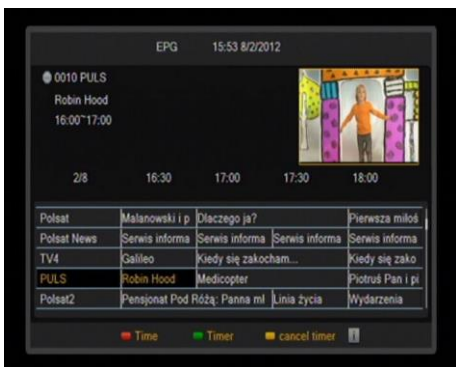 EPG 15:53 8/2/2012
0010 PULS
Robin Hood
16:00~17:00
2/8 16:30 17:00 17:30 18:00
Polsat Malanowski i p Dlaczego ja? Pierwsza miłoś
Polsat News Serwis informa Serwis informa Serwis informa Serwis informa
TV4 Galileo Kiedy się zakocham... Kiedy się zako
PULS Robin Hood Medicopter Piotruś Pan i pi
Polsat2 Pensjonat Pod Różą: Panna mł Linia życia Wydarzenia
Time Timer cancel timer i